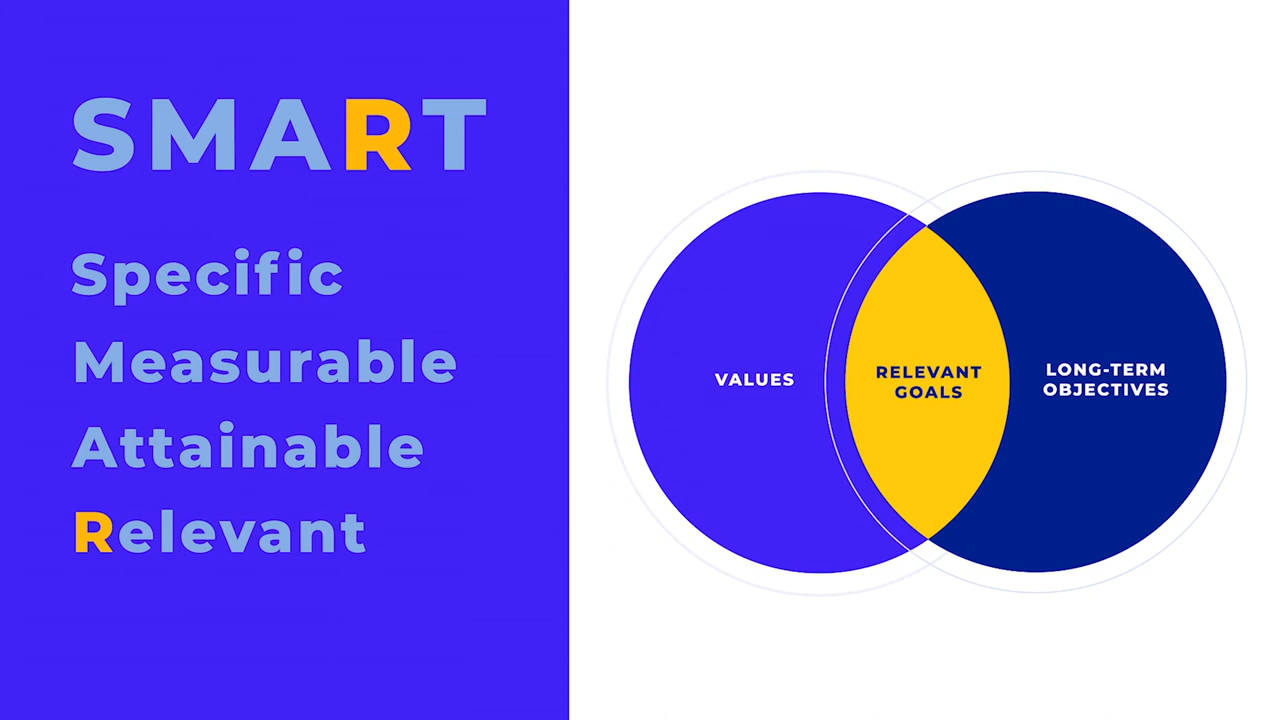 SMART
Specific
Measurable
Attainable
Relevant
VALUES
RELEVANT
GOALS
LONG-TERM
OBJECTIVES